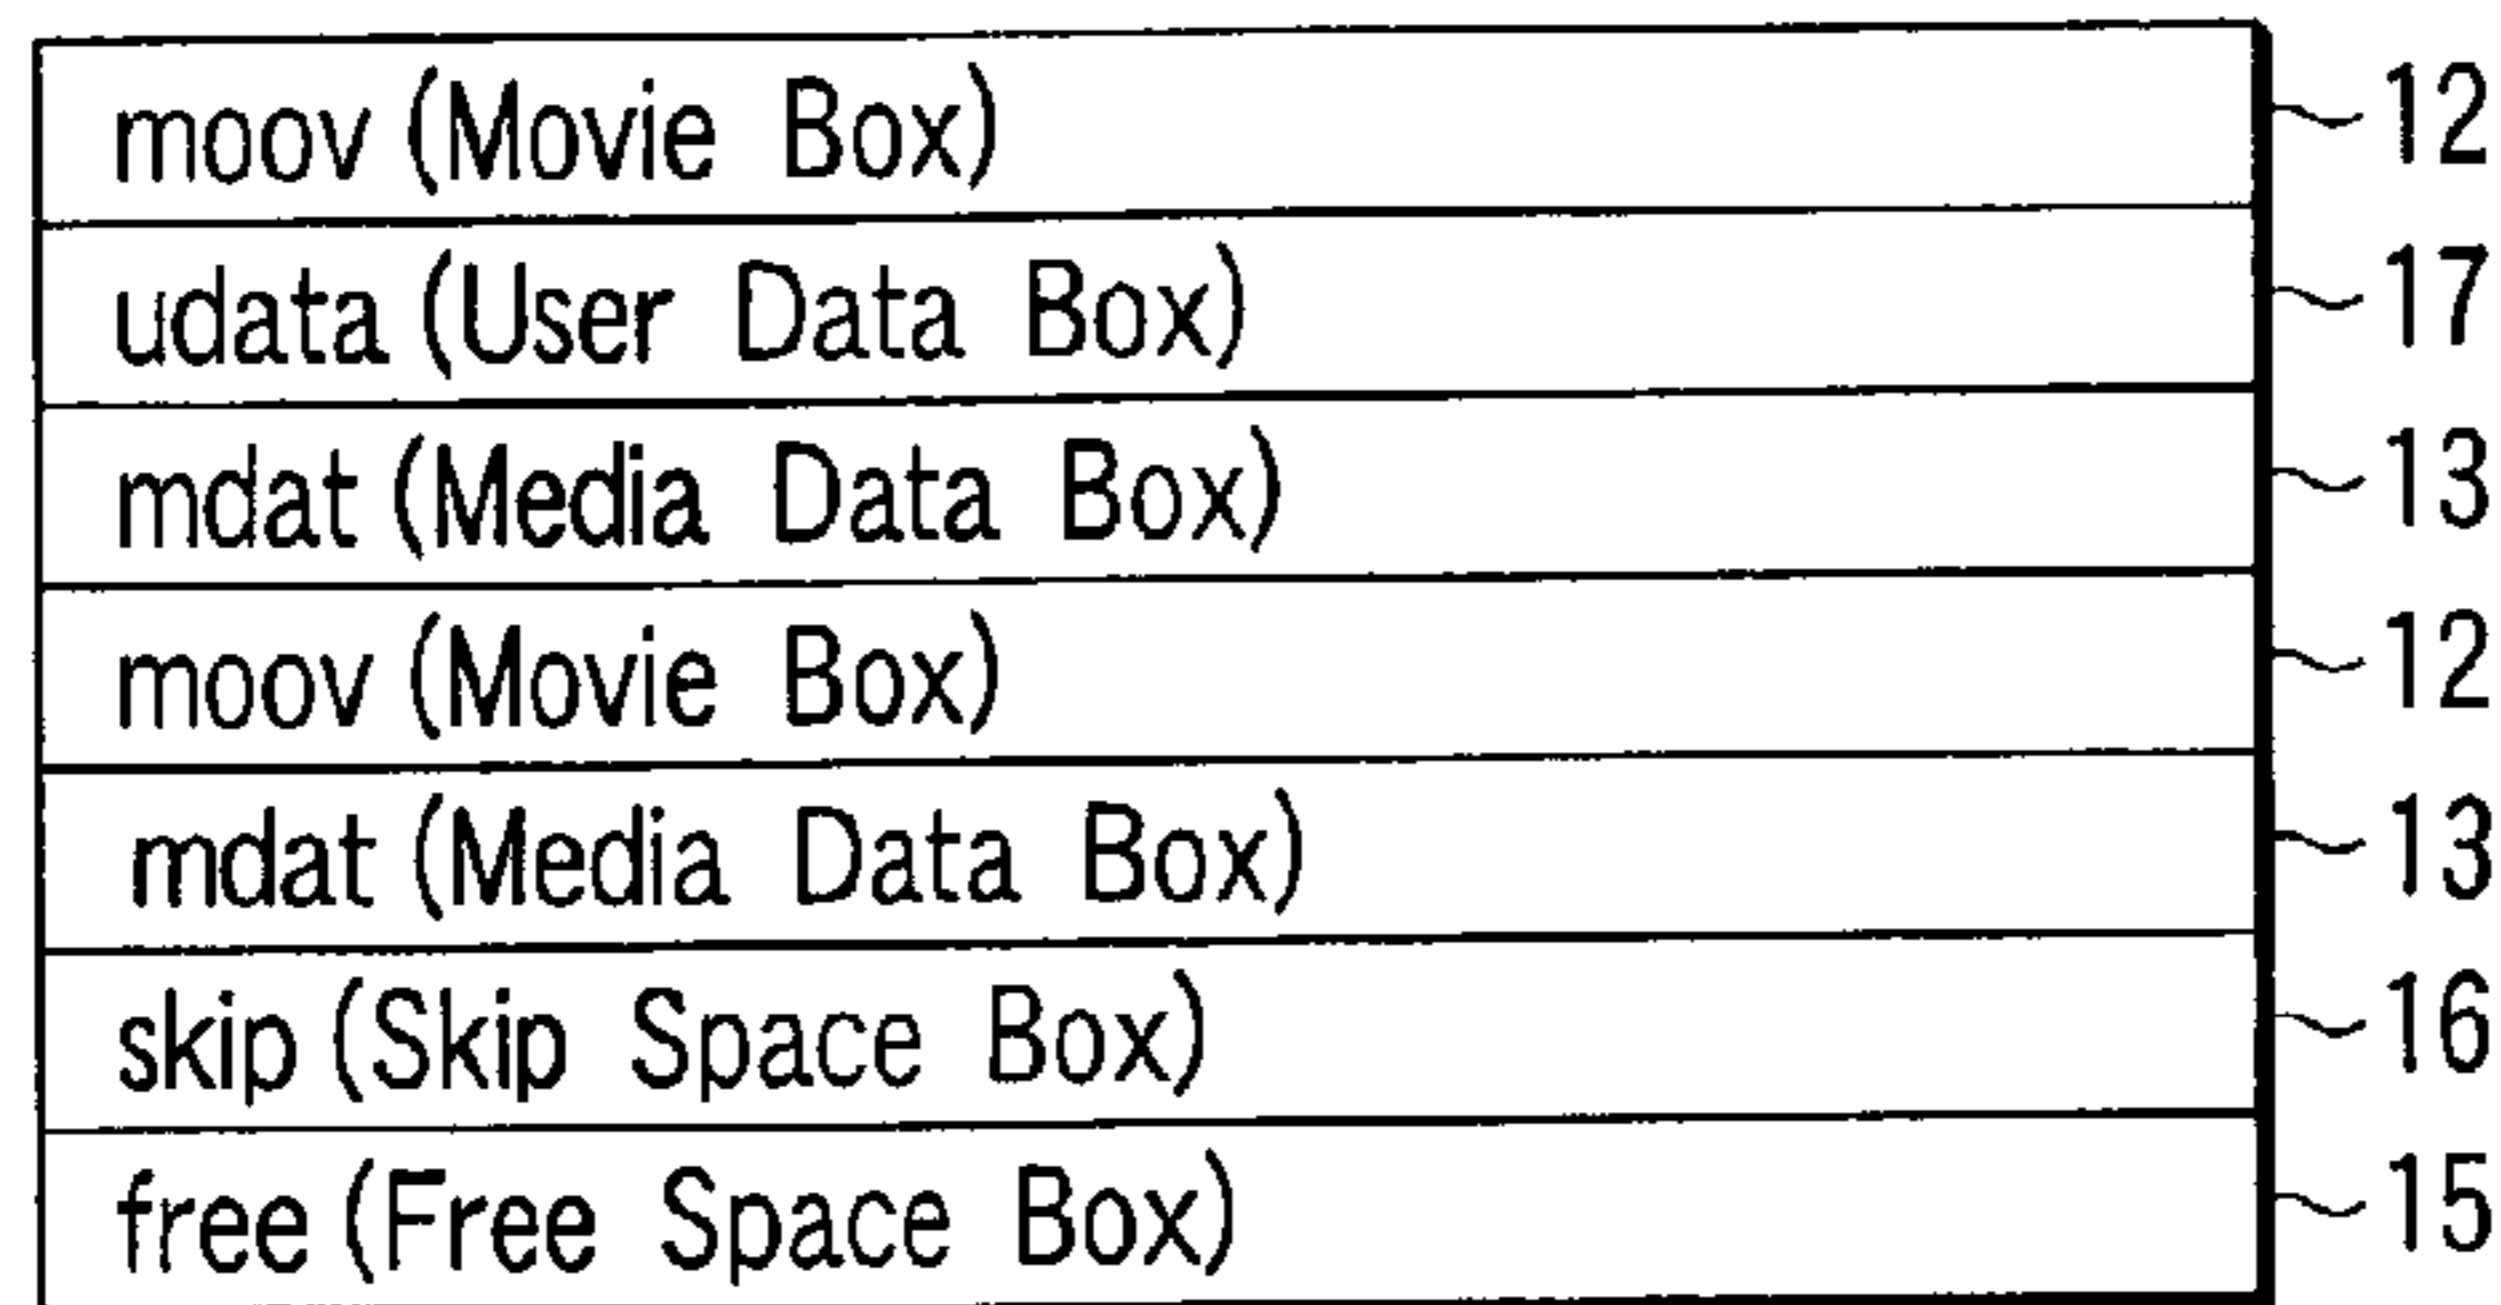 moov (Movie Box) 12
udata (User Data Box) 17
mdat (Media Data Box) 13
moov (Movie Box) 12
mdat (Media Data Box) 13
skip (Skip Space Box) 16
free (Free Space Box) 15